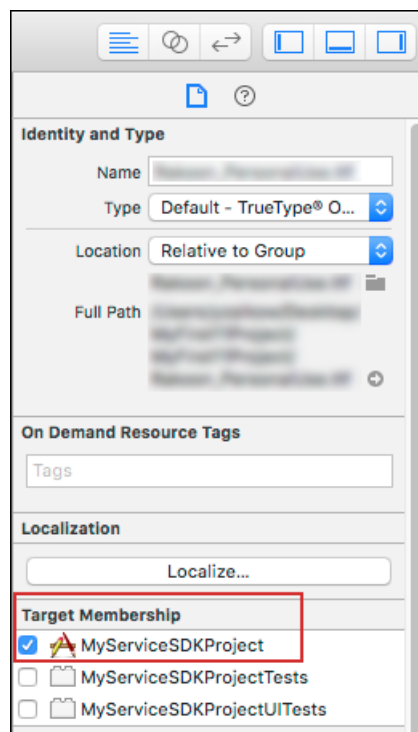 Identity and Type
Name
Type Default - TrueType® O...
Location Relative to Group
Full Path
On Demand Resource Tags
Tags
Localization
Localize...
Target Membership
MyServiceSDKProject
MyServiceSDKProjectTests
MyServiceSDKProjectUITests